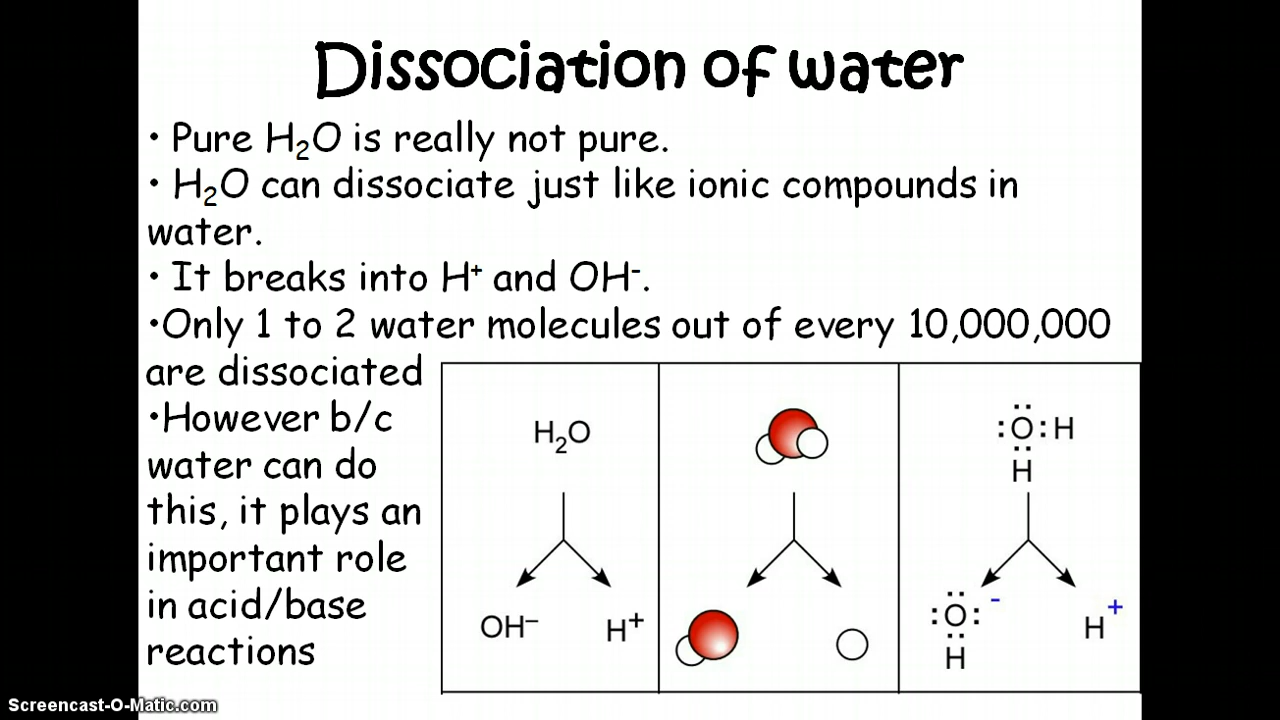 Dissociation of water
• Pure H₂O is really not pure.
• H₂O can dissociate just like ionic compounds in
water.
• It breaks into H⁺ and OH⁻.
•Only 1 to 2 water molecules out of every 10,000,000
are dissociated
•However b/c
water can do
this, it plays an
important role
in acid/base
reactions
H₂O
OH⁻ H⁺
:Ö:H
H
:Ö: ⁻
H
H⁺
Screencast-O-Matic.com